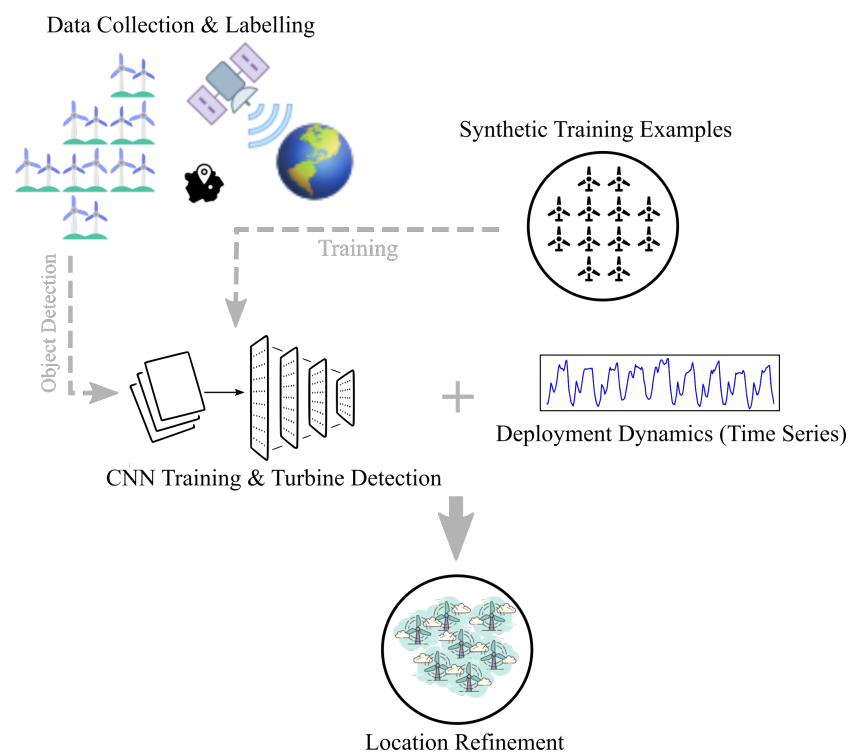 Data Collection & Labelling
Synthetic Training Examples
Training
Object Detection
CNN Training & Turbine Detection
Deployment Dynamics (Time Series)
Location Refinement